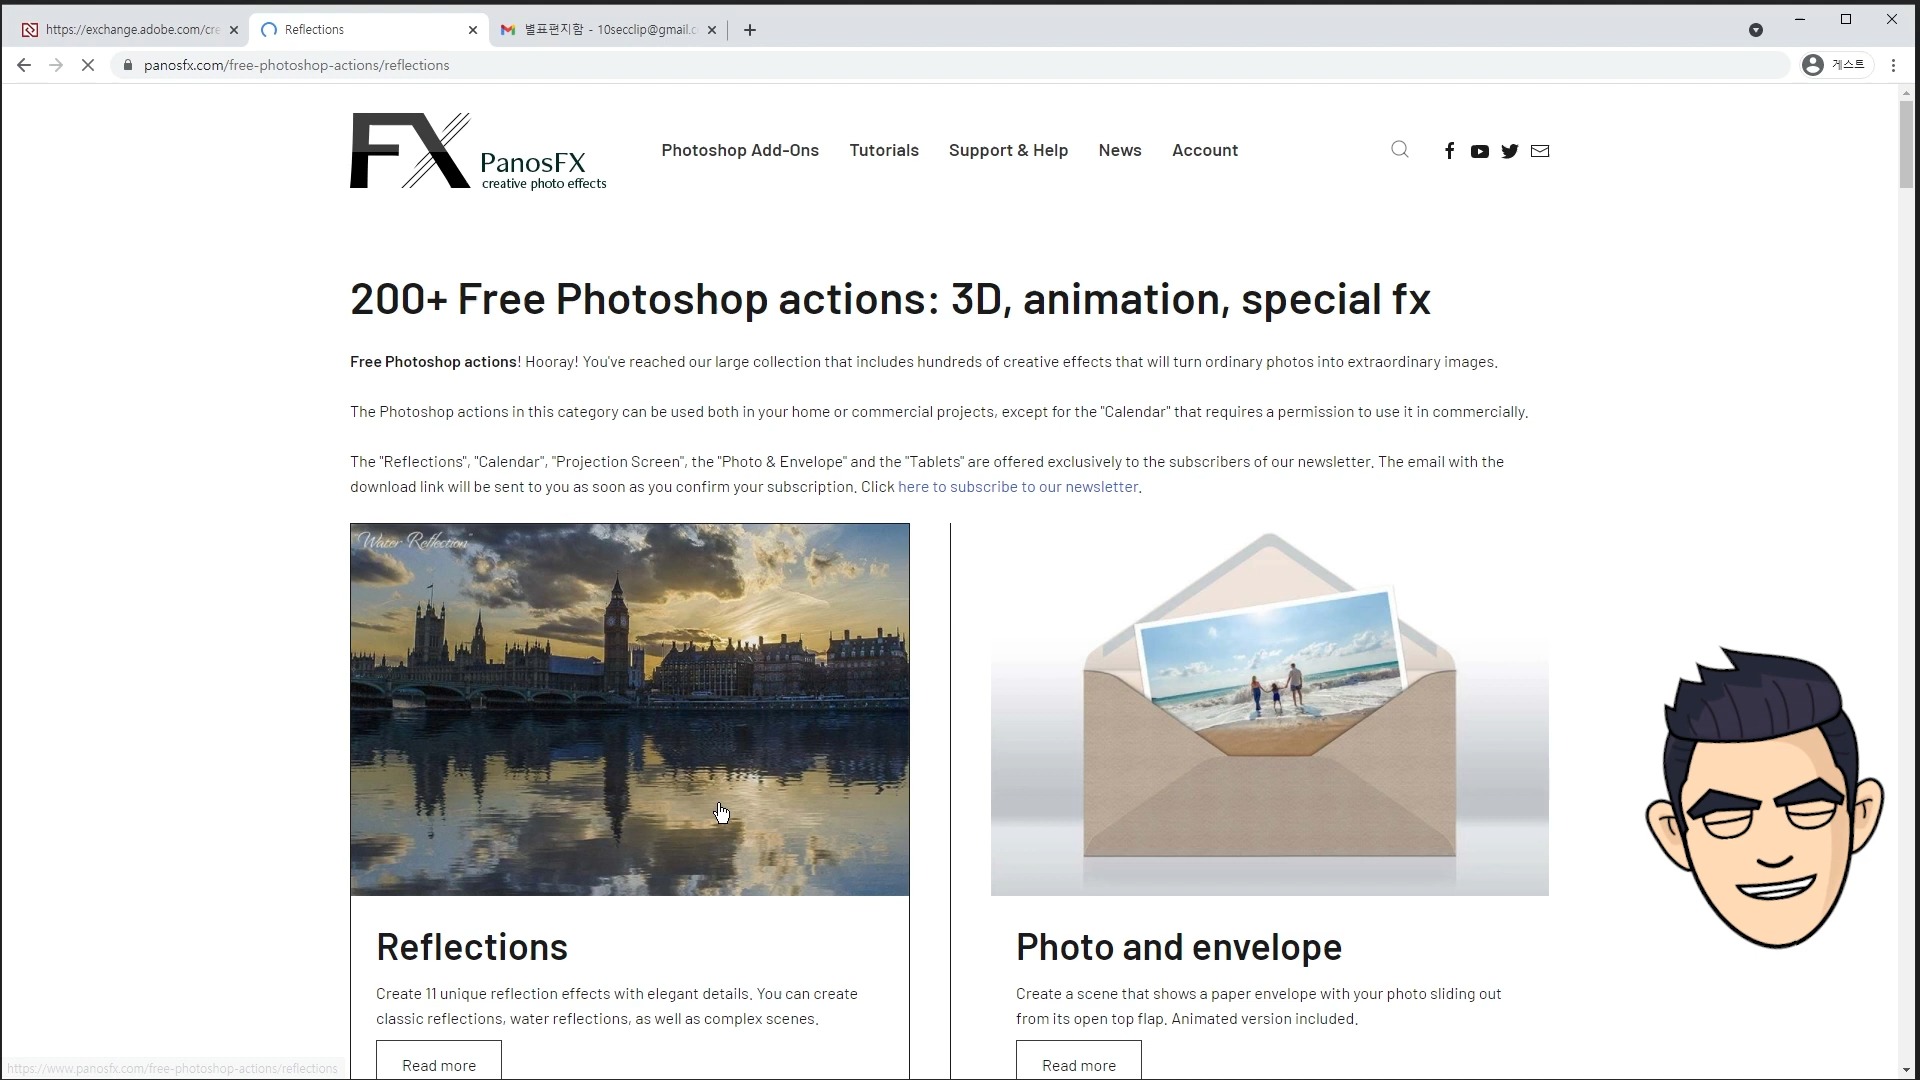 https://exchange.adobe.com/cre
Reflections
별표편지함 - 10secclip@gmail.c
panosfx.com/free-photoshop-actions/reflections
게스트
FX
PanosFX
creative photo effects
Photoshop Add-Ons
Tutorials
Support & Help
News
Account
200+ Free Photoshop actions: 3D, animation, special fx
Free Photoshop actions! Hooray! You've reached our large collection that includes hundreds of creative effects that will turn ordinary photos into extraordinary images.
The Photoshop actions in this category can be used both in your home or commercial projects, except for the "Calendar" that requires a permission to use it in commercially.
The "Reflections", "Calendar", "Projection Screen", the "Photo & Envelope" and the "Tablets" are offered exclusively to the subscribers of our newsletter. The email with the
download link will be sent to you as soon as you confirm your subscription. Click here to subscribe to our newsletter.
"Water Reflection"
Reflections
Create 11 unique reflection effects with elegant details. You can create
classic reflections, water reflections, as well as complex scenes.
Read more
Photo and envelope
Create a scene that shows a paper envelope with your photo sliding out
from its open top flap. Animated version included.
Read more
https://www.panosfx.com/free-photoshop-actions/reflections